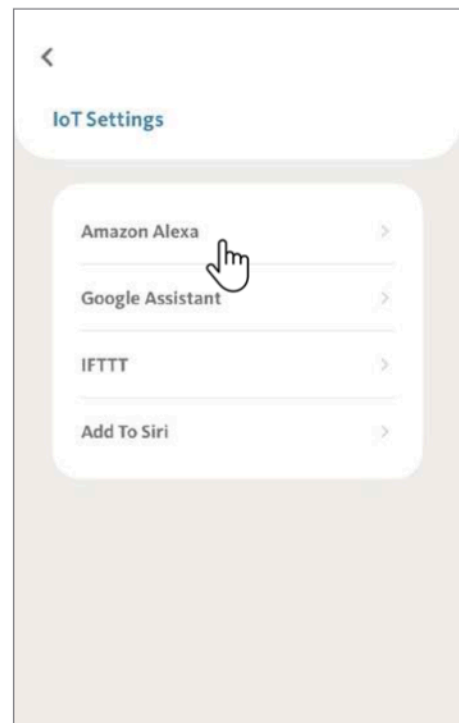 IoT Settings
Amazon Alexa
Google Assistant
IFTTT
Add To Siri